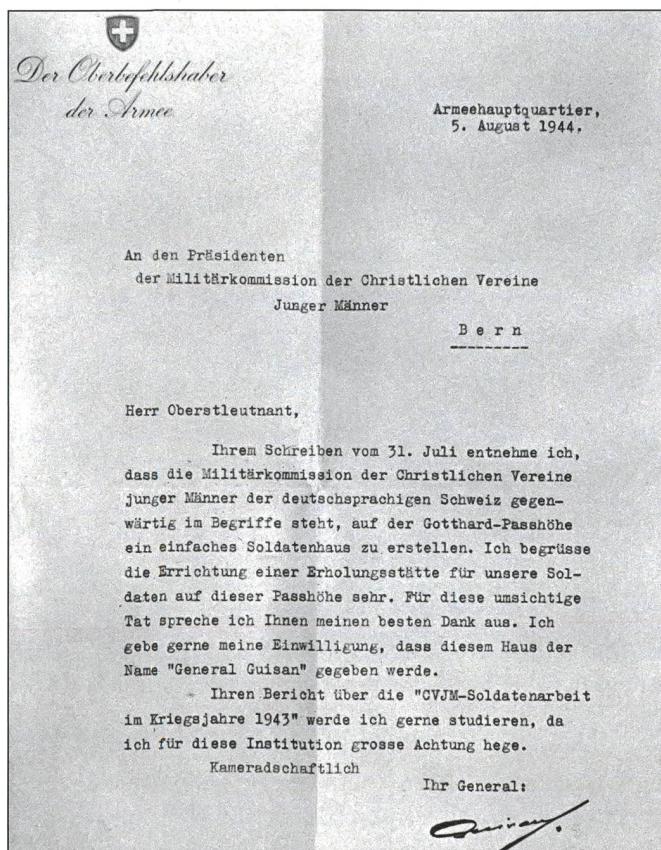 Der Oberbefehlshaber
der Armee
Armeehauptquartier,
5. August 1944.
An den Präsidenten
der Militärkommission der Christlichen Vereine
Junger Männer
B e r n
Herr Oberstleutnant,
Ihrem Schreiben vom 31. Juli entnehme ich,
dass die Militärkommission der Christlichen Vereine
junger Männer der deutschsprachigen Schweiz gegen-
wärtig im Begriffe steht, auf der Gotthard-Passhöhe
ein einfaches Soldatenhaus zu erstellen. Ich begrüsse
die Errichtung einer Erholungsstätte für unsere Sol-
daten auf dieser Passhöhe sehr. Für diese umsichtige
Tat spreche ich Ihnen meinen besten Dank aus. Ich
gebe gerne meine Einwilligung, dass diesem Haus der
Name "General Guisan" gegeben werde.
Ihren Bericht über die "CVJM-Soldatenarbeit
im Kriegsjahre 1943" werde ich gerne studieren, da
ich für diese Institution grosse Achtung hege.
Kameradschaftlich
Ihr General:
Guisan.